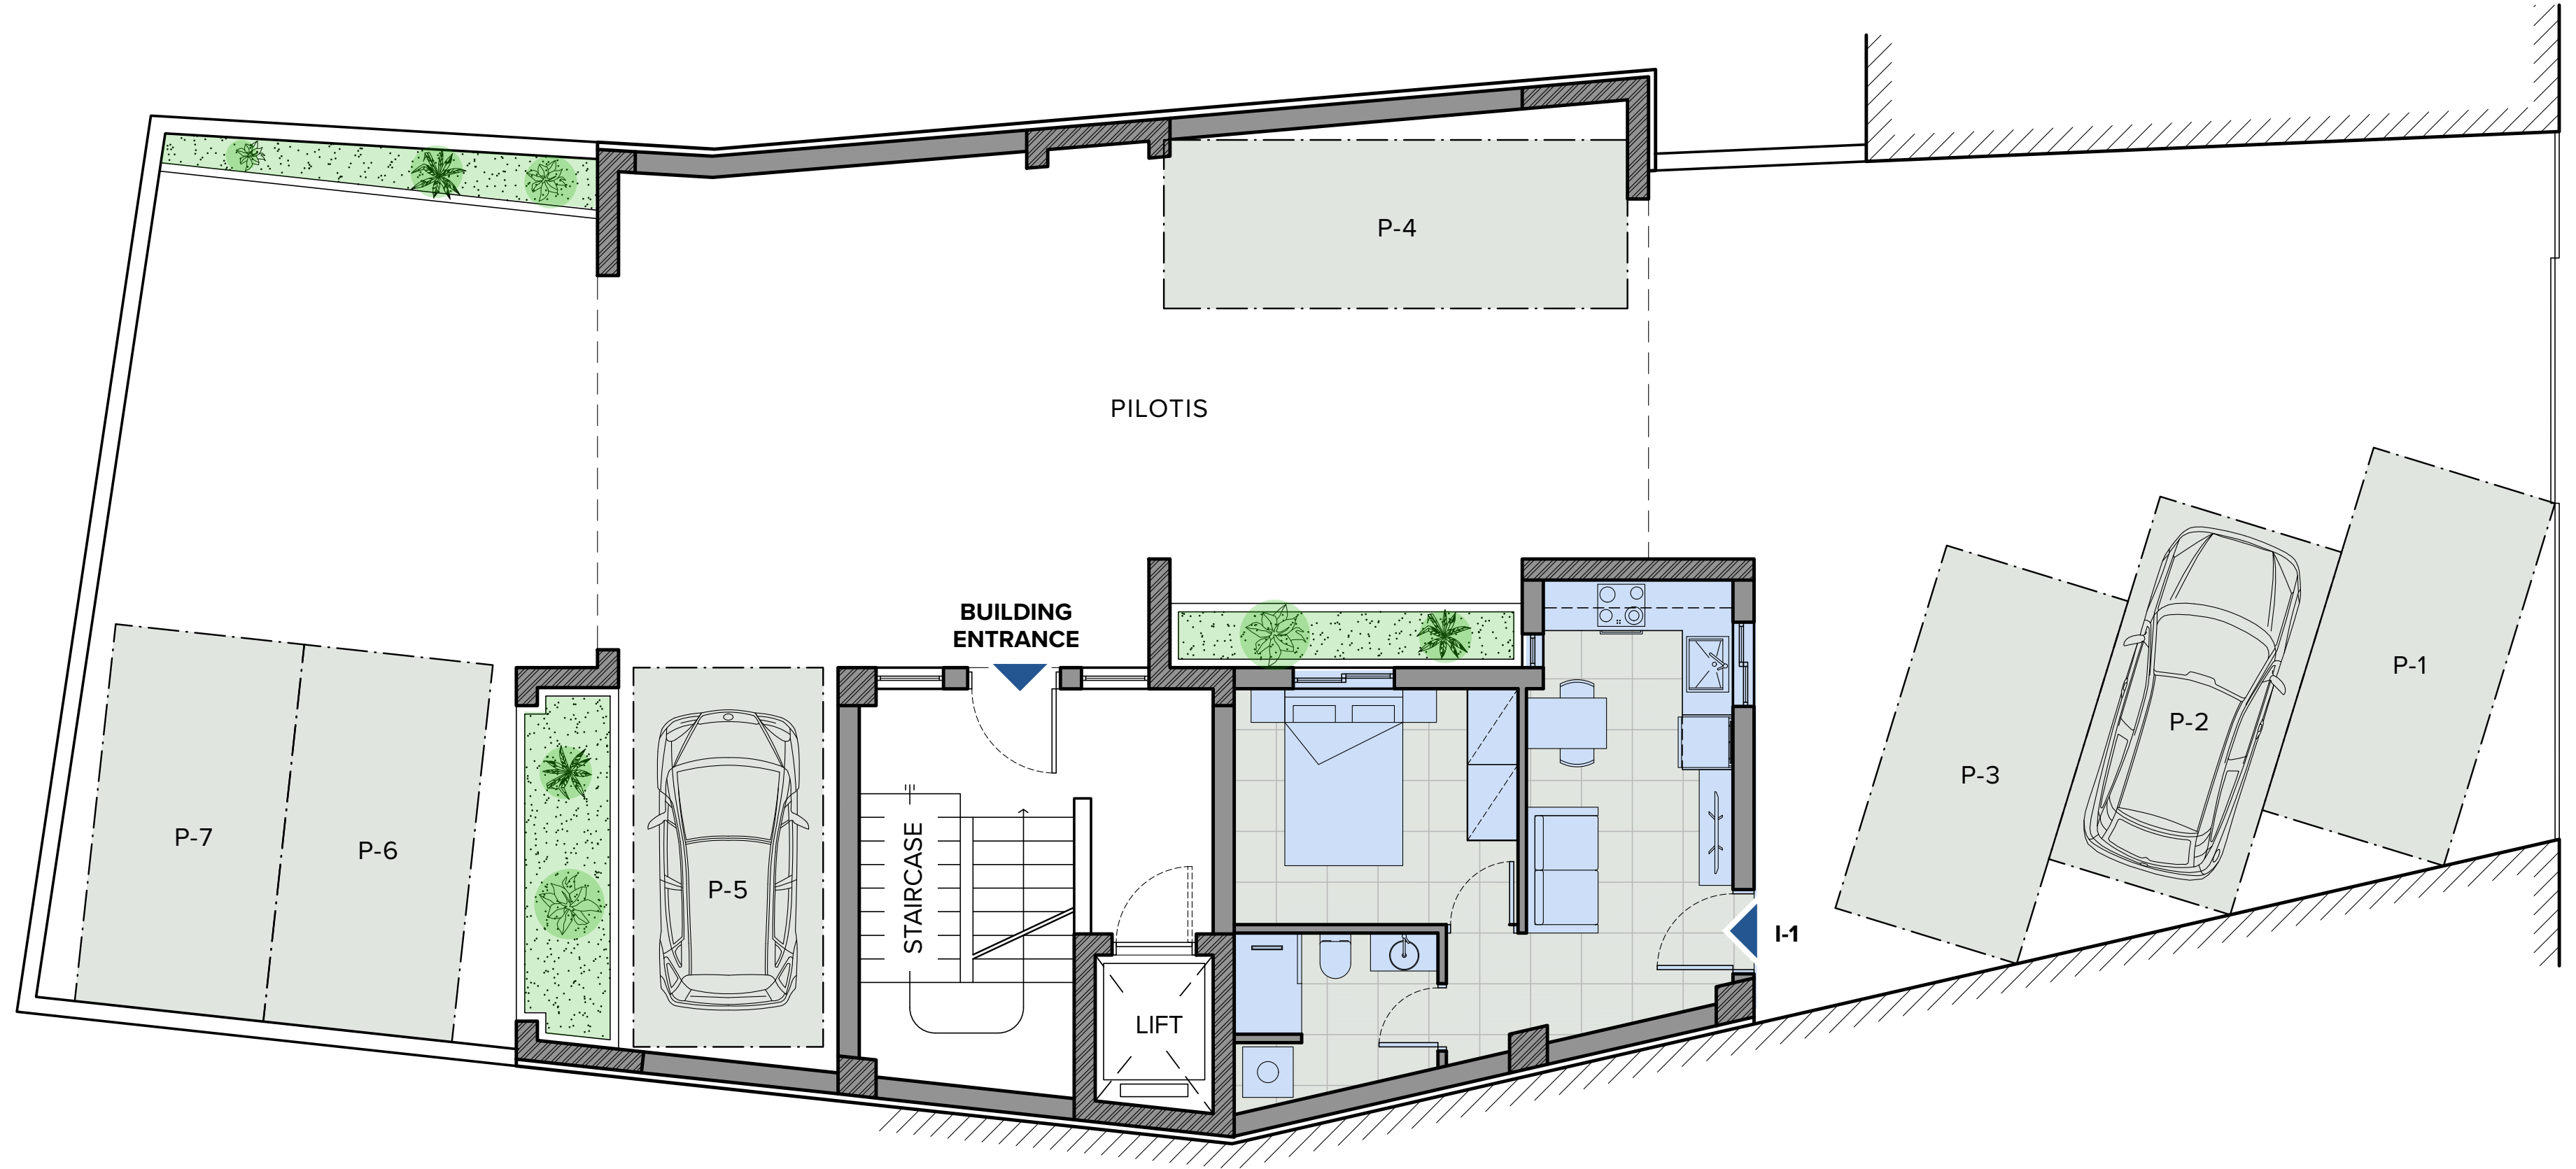 P-4
PILOTIS
BUILDING
ENTRANCE
P-1
P-2
P-3
P-7
P-6
P-5
STAIRCASE
I-1
LIFT